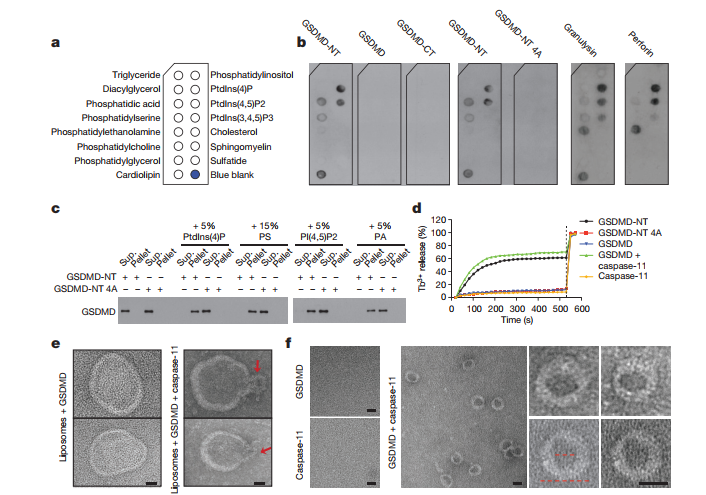 a
Triglyceride
Diacylglycerol
Phosphatidic acid
Phosphatidylserine
Phosphatidylethanolamine
Phosphatidylcholine
Phosphatidylglycerol
Cardiolipin
Phosphatidylinositol
PtdIns(4)P
PtdIns(4,5)P2
PtdIns(3,4,5)P3
Cholesterol
Sphingomyelin
Sulfatide
Blue blank
b
GSDMD-NT
GSDMD
GSDMD-CT
GSDMD-NT
GSDMD-NT 4A
Granulysin
Perforin
c
+ 5%
PtdIns(4)P
+ 15%
PS
+ 5%
PI(4,5)P2
+ 5%
PA
Sup. Pellet Sup. Pellet Sup. Pellet Sup. Pellet Sup. Pellet Sup. Pellet Sup. Pellet Sup. Pellet Sup. Pellet Sup. Pellet
GSDMD-NT + + – – + + – – + + – – + + – – + + – –
GSDMD-NT 4A – – + + – – + + – – + + – – + + – – + +
GSDMD
d
Tb3+ release (%)
120
100
80
60
40
20
0
0 100 200 300 400 500 600
Time (s)
GSDMD-NT
GSDMD-NT 4A
GSDMD
GSDMD +
caspase-11
Caspase-11
e
Liposomes + GSDMD
Liposomes + GSDMD + caspase-11
f
GSDMD
Caspase-11
GSDMD + caspase-11